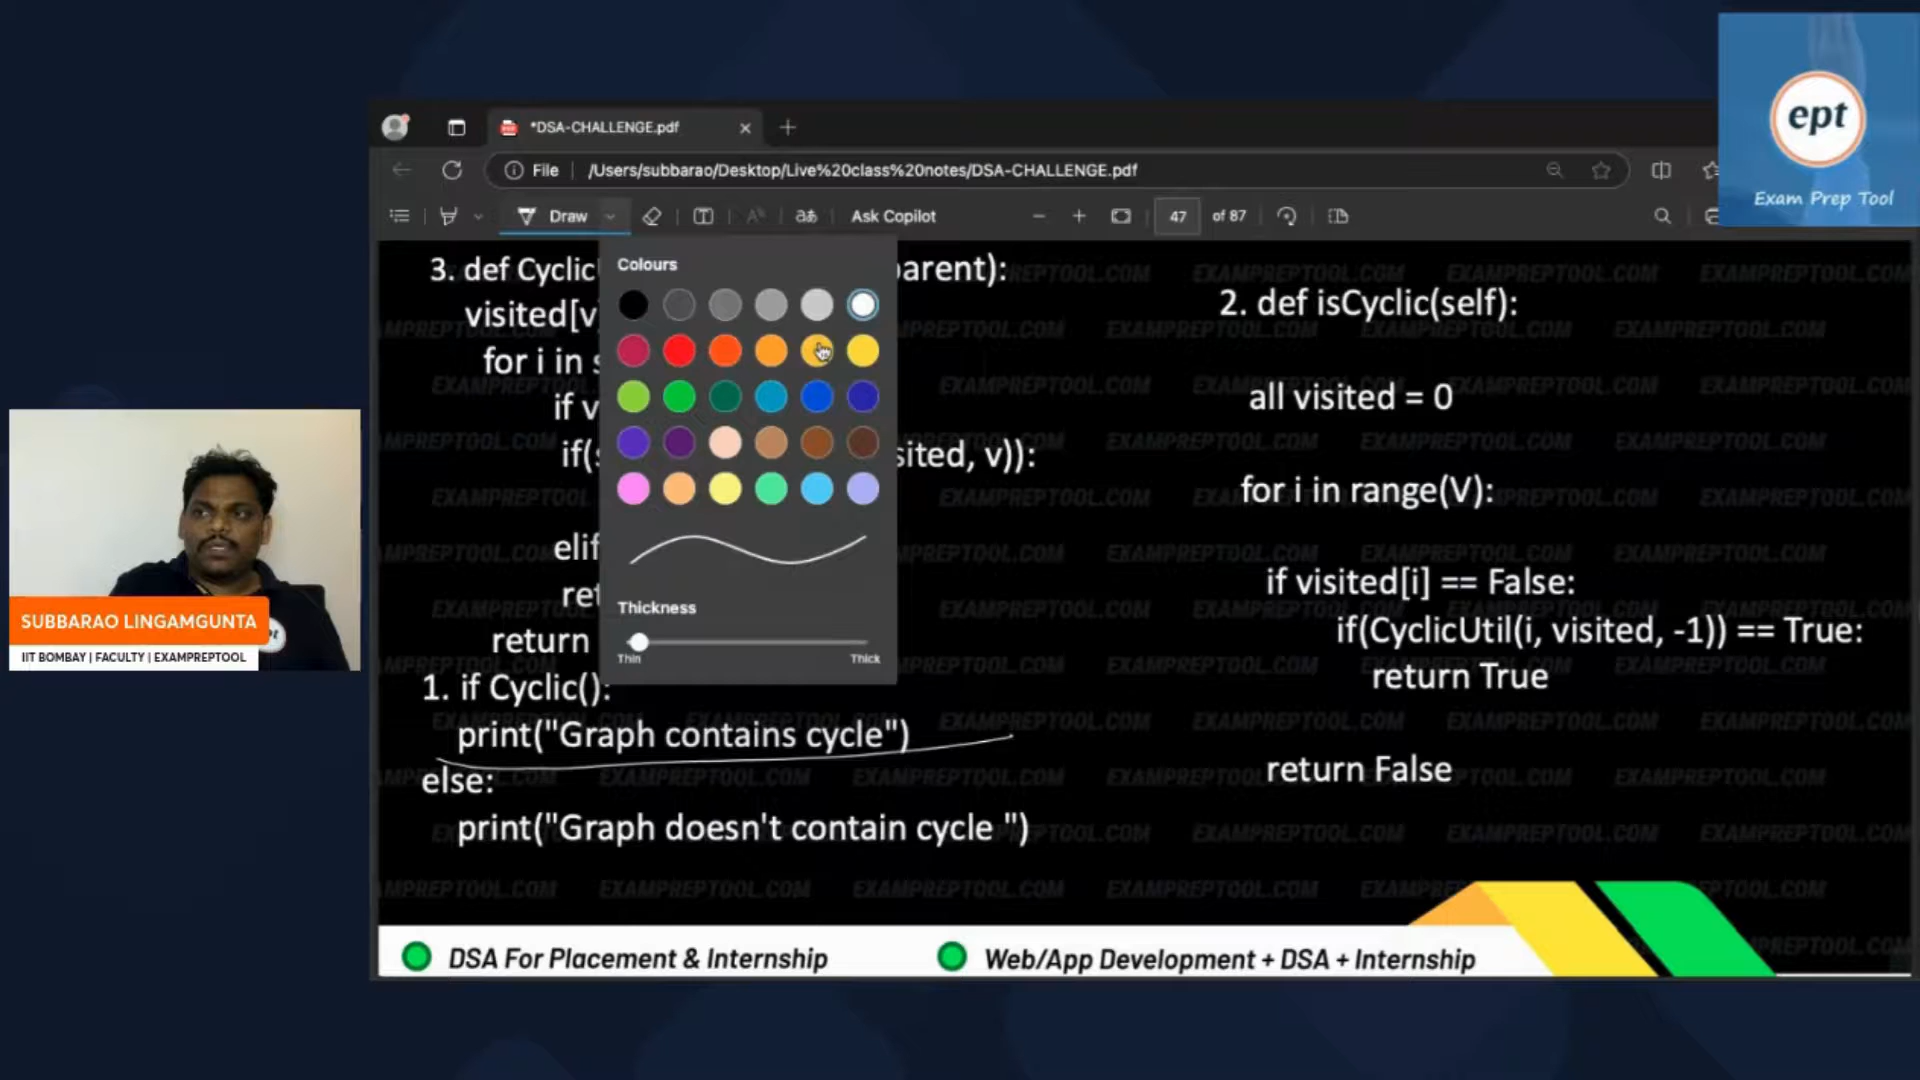 ept
Exam Prep Tool
*DSA-CHALLENGE.pdf
File /Users/subbarao/Desktop/Live%20class%20notes/DSA-CHALLENGE.pdf
Draw
Ask Copilot
47 of 87
3. def Cyclic
parent):
visited[v
for i in
if v
if(
sited, v)):
elif
ret
return
1. if Cyclic():
print("Graph contains cycle")
else:
print("Graph doesn't contain cycle ")
Colours
Thickness
Thin
Thick
2. def isCyclic(self):
all visited = 0
for i in range(V):
if visited[i] == False:
if(CyclicUtil(i, visited, -1)) == True:
return True
return False
EXAMPREPTOOL.COM
SUBBARAO LINGAMGUNTA
IIT BOMBAY | FACULTY | EXAMPREPTOOL
DSA For Placement & Internship
Web/App Development + DSA + Internship